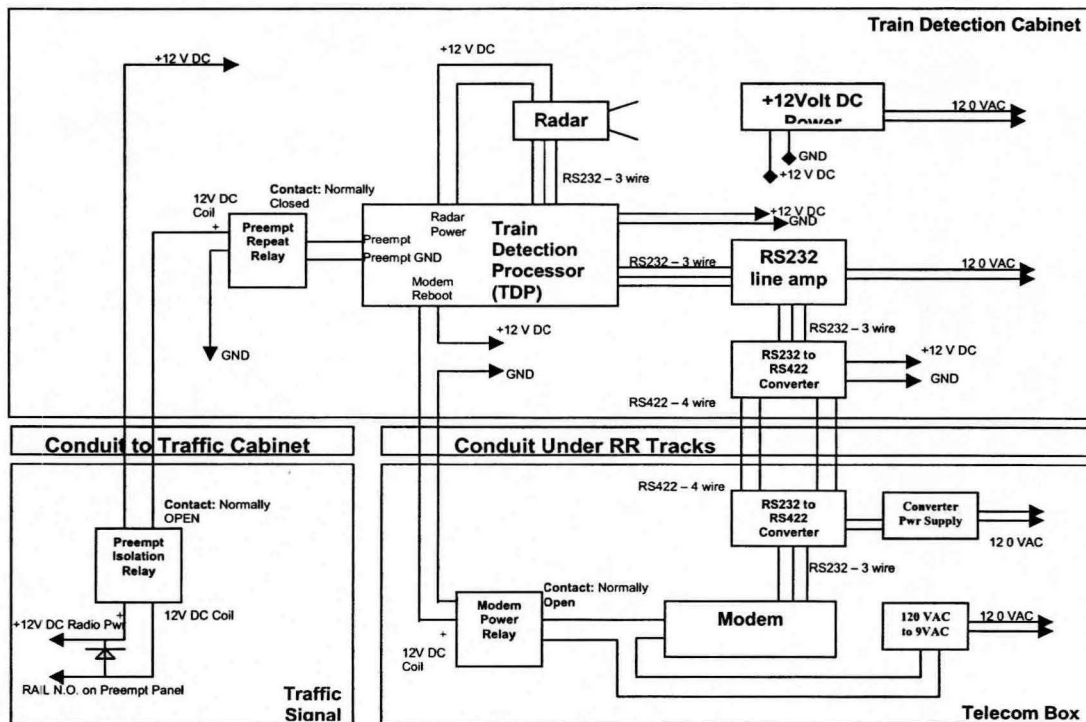 Train Detection Cabinet
+12 V DC
+12 V DC
Radar
+12Volt DC
Power
12 0 VAC
GND
+12 V DC
RS232 – 3 wire
12V DC
Coil
+
Contact: Normally
Closed
Preempt
Repeat
Relay
Radar
Power
Preempt
Preempt GND
Modem
Reboot
Train
Detection
Processor
(TDP)
+12 V DC
GND
RS232 – 3 wire
RS232
line amp
12 0 VAC
GND
+12 V DC
GND
RS232 – 3 wire
RS232 to
RS422
Converter
+12 V DC
GND
RS422 – 4 wire
Conduit to Traffic Cabinet
Conduit Under RR Tracks
Contact: Normally
OPEN
Preempt
Isolation
Relay
+
12V DC Coil
+12V DC Radio Pwr
RAIL N.O. on Preempt Panel
Traffic
Signal
RS422 – 4 wire
RS232 to
RS422
Converter
Converter
Pwr Supply
12 0 VAC
RS232 – 3 wire
Contact: Normally
Open
Modem
Power
Relay
12V DC
Coil
+
Modem
120 VAC
to 9VAC
12 0 VAC
Telecom Box